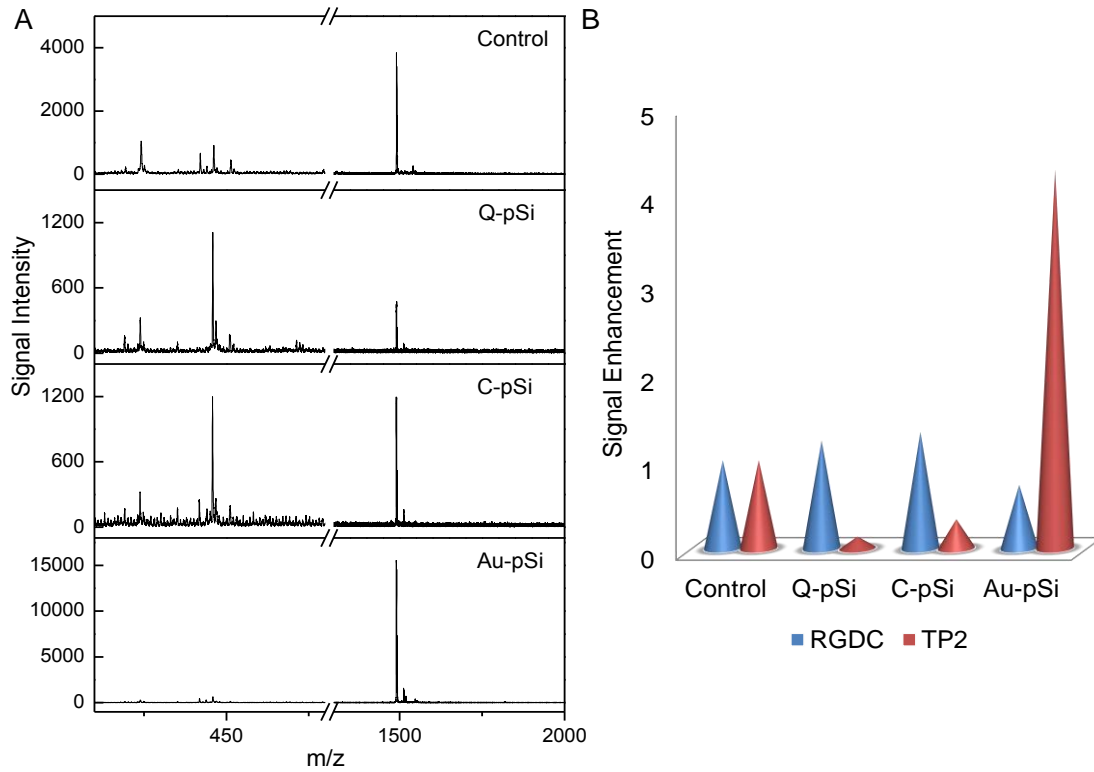 A
Signal Intensity
Control
4000
2000
0
Q-pSi
1200
600
0
C-pSi
1200
600
0
Au-pSi
15000
10000
5000
0
450
1500
2000
m/z
B
Signal Enhancement
5
4
3
2
1
0
Control
Q-pSi
C-pSi
Au-pSi
RGDC
TP2